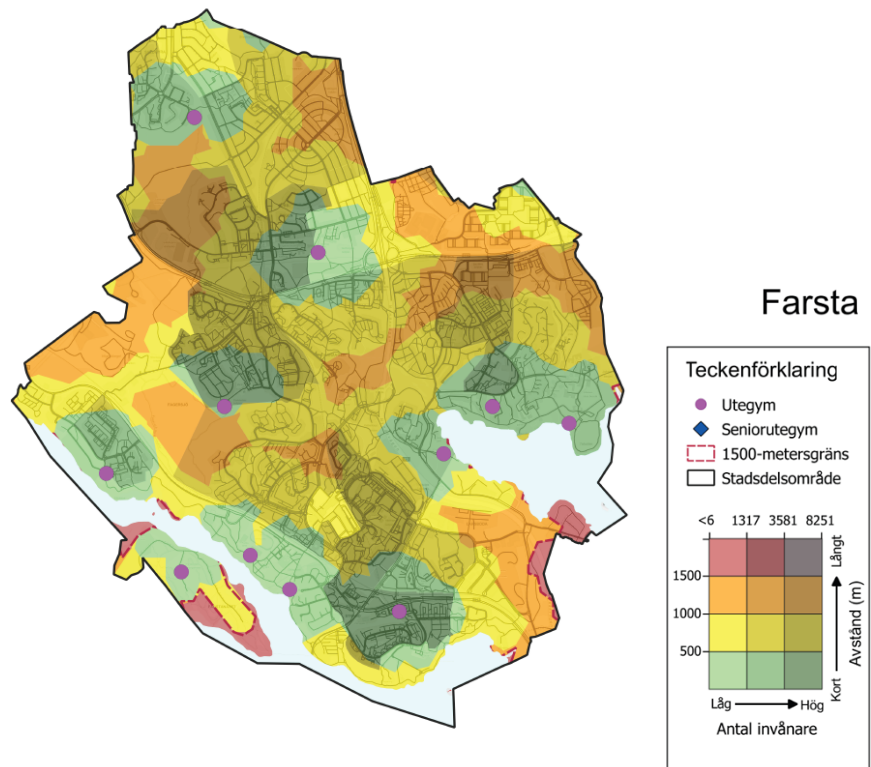 Farsta
Teckenförklaring
Utegym
Seniorutegym
1500-metersgräns
Stadsdelsområde
<6 1317 3581 8251
1500
1000
500
Långt
Avstånd (m)
Kort
Låg Hög
Antal invånare